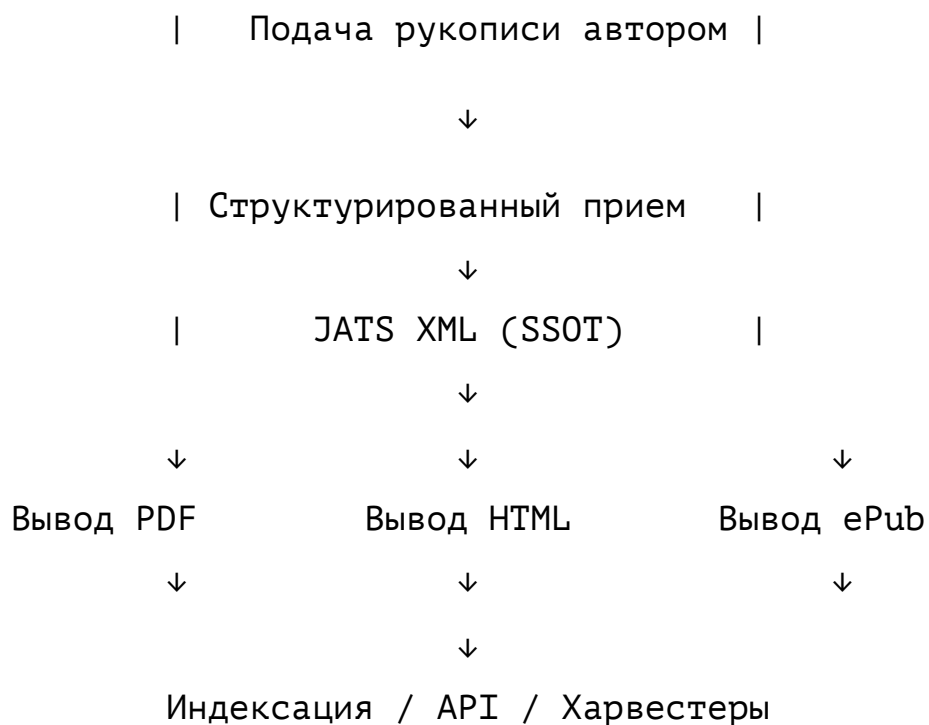 | Подача рукописи автором |
↓
| Структурированный прием |
↓
| JATS XML (SSOT) |
↓
↓ ↓ ↓
Вывод PDF Вывод HTML Вывод ePub
↓ ↓ ↓
↓
Индексация / API / Харвестеры